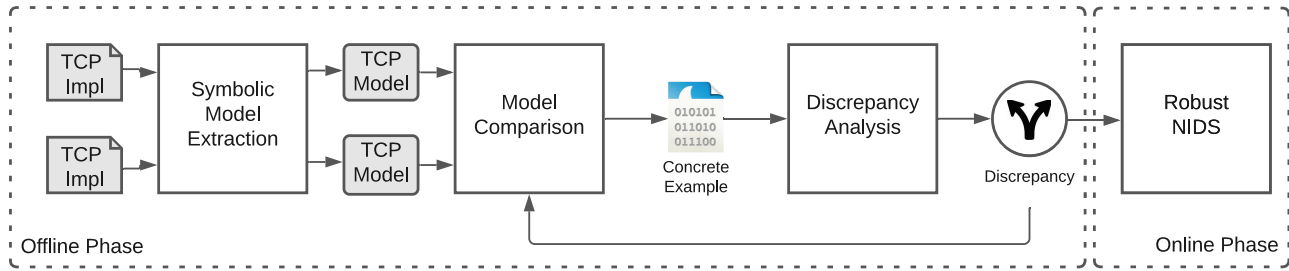 TCP
Impl
TCP
Impl
Symbolic
Model
Extraction
TCP
Model
TCP
Model
Model
Comparison
010101
011010
011100
Concrete
Example
Discrepancy
Analysis
Discrepancy
Robust
NIDS
Offline Phase
Online Phase